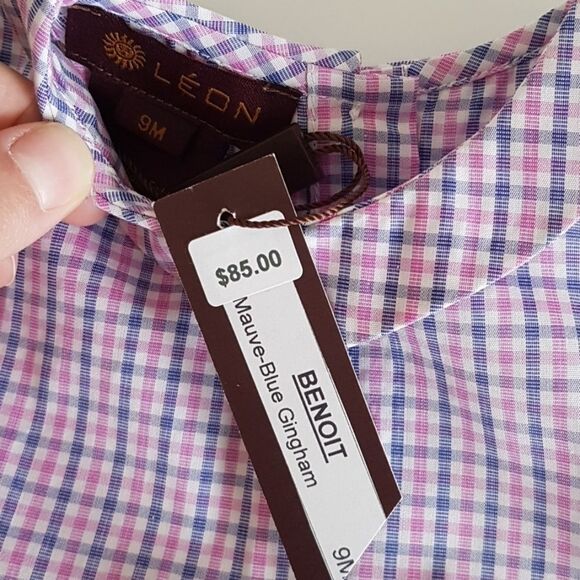 LÉON
9M
$85.00
BENOIT
Mauve-Blue Gingham
9M